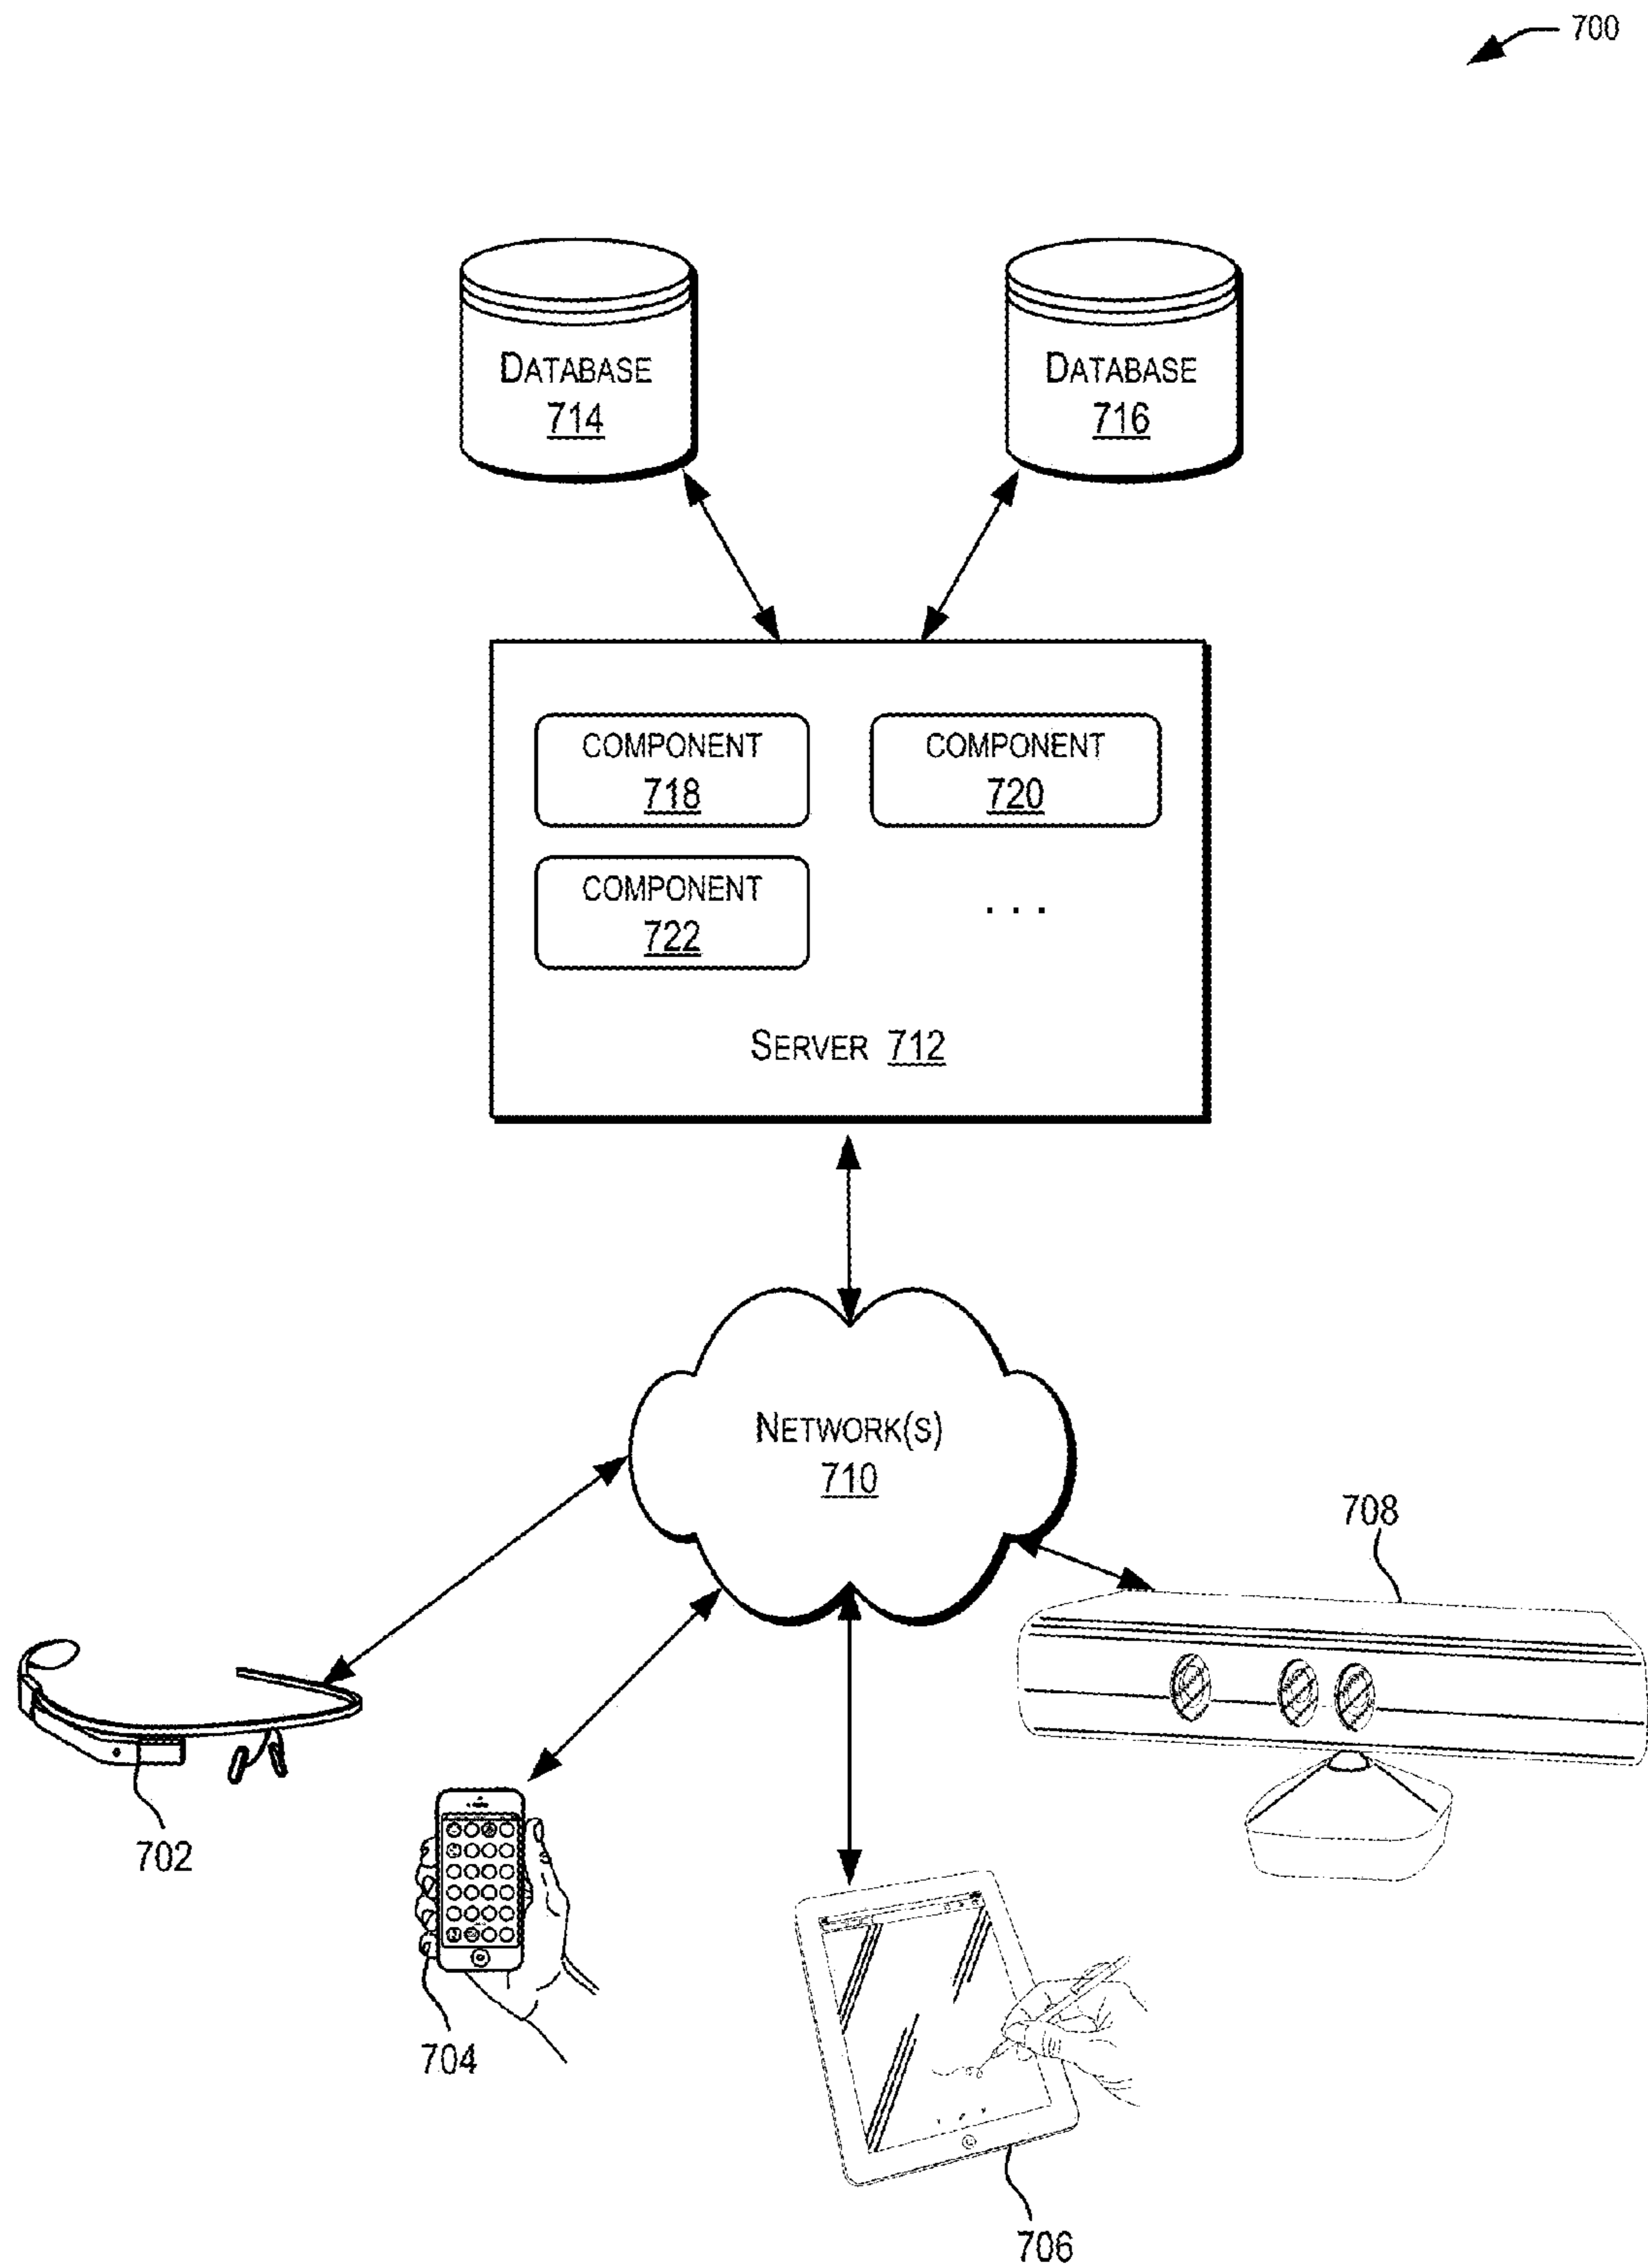 700
DATABASE
714
DATABASE
716
COMPONENT
718
COMPONENT
720
COMPONENT
722
. . .
SERVER 712
NETWORK(S)
710
708
702
704
706